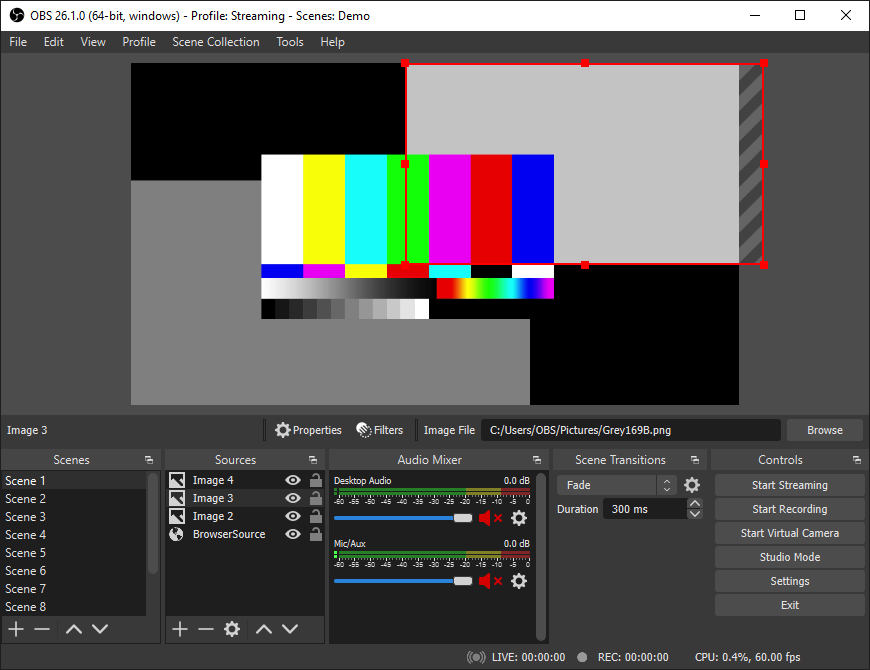 OBS 26.1.0 (64-bit, windows) - Profile: Streaming - Scenes: Demo
File Edit View Profile Scene Collection Tools Help
Image 3 Properties Filters Image File C:/Users/OBS/Pictures/Grey169B.png Browse
Scenes
Scene 1
Scene 2
Scene 3
Scene 4
Scene 5
Scene 6
Scene 7
Scene 8
Sources
Image 4
Image 3
Image 2
BrowserSource
Audio Mixer
Desktop Audio 0.0 dB
-60 -55 -50 -45 -40 -35 -30 -25 -20 -15 -10 -5 0
Mic/Aux 0.0 dB
-60 -55 -50 -45 -40 -35 -30 -25 -20 -15 -10 -5 0
Scene Transitions
Fade
Duration 300 ms
Controls
Start Streaming
Start Recording
Start Virtual Camera
Studio Mode
Settings
Exit
LIVE: 00:00:00 REC: 00:00:00 CPU: 0.4%, 60.00 fps